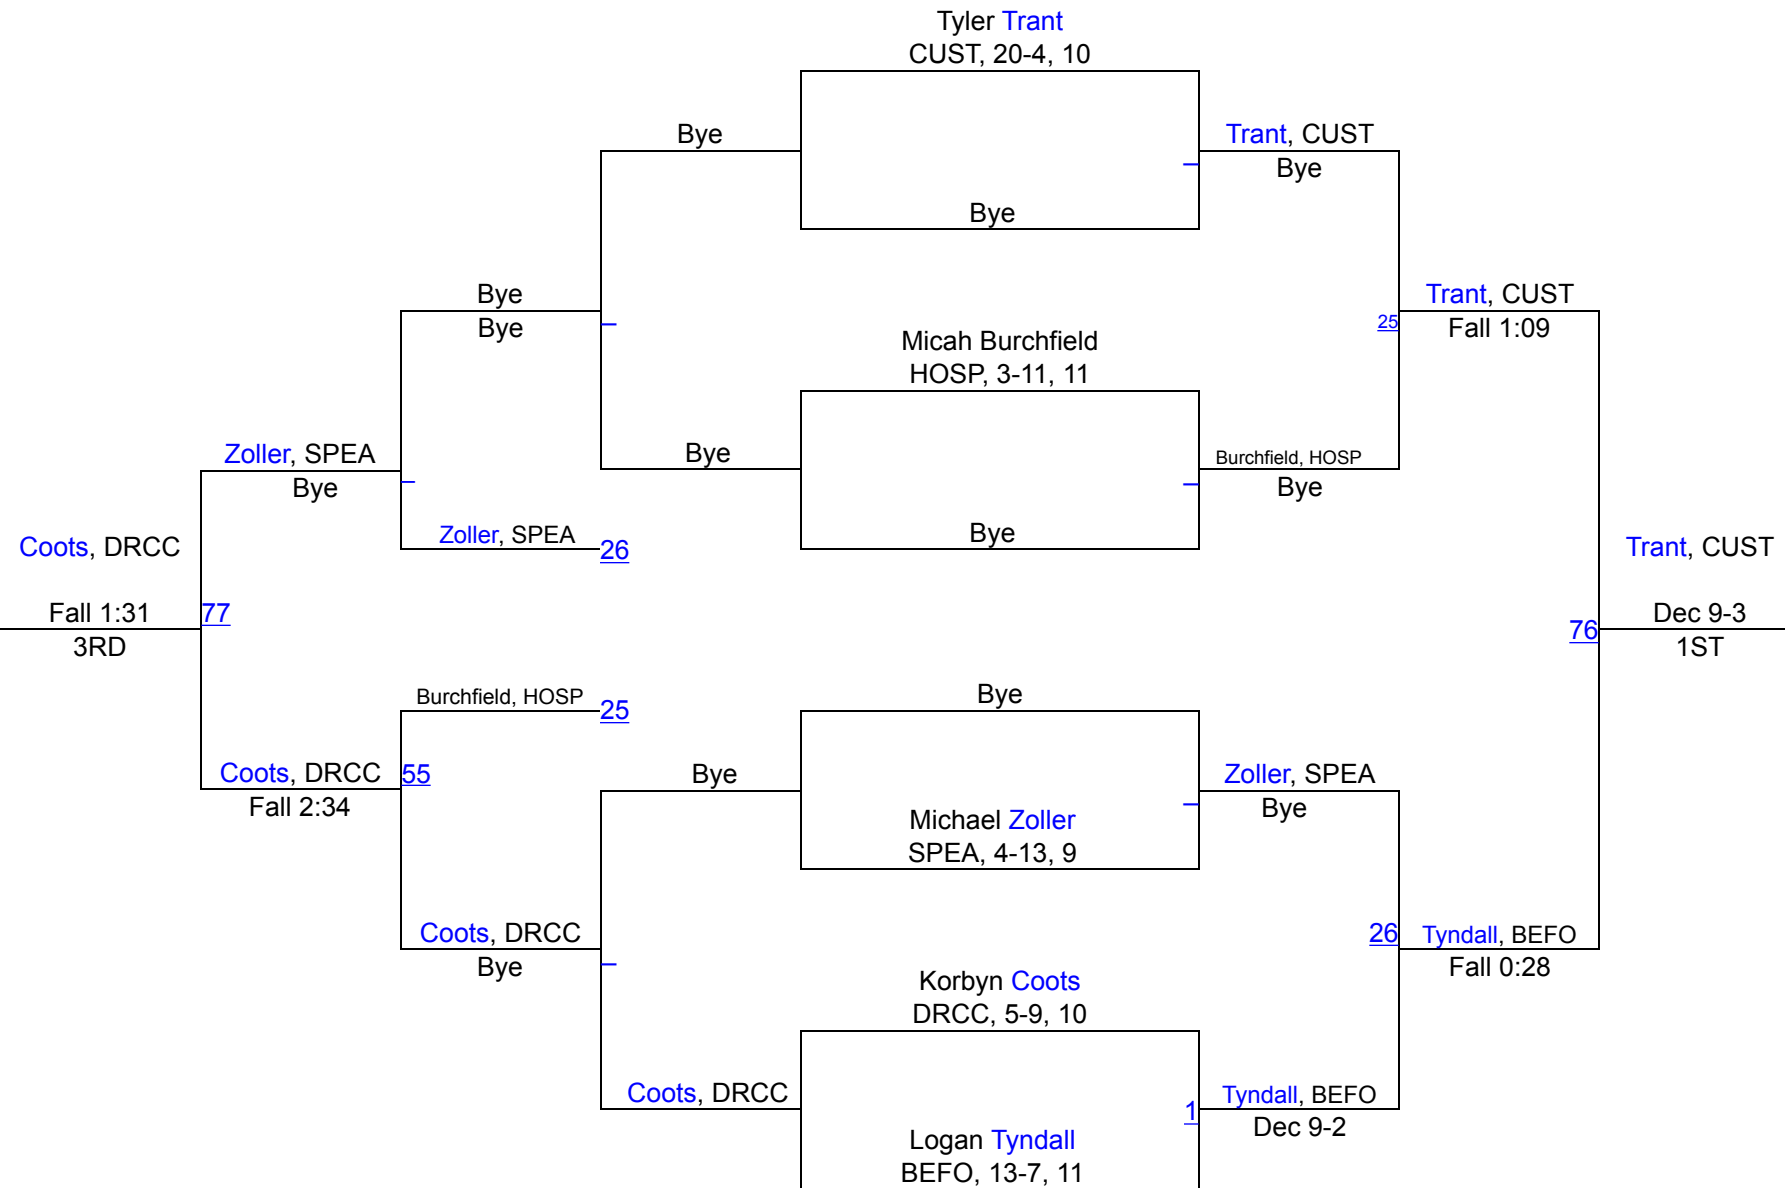 Tyler Trant
CUST, 20-4, 10
Bye
Trant, CUST
Bye
Bye
Bye
Bye
Trant, CUST
25
Fall 1:09
Micah Burchfield
HOSP, 3-11, 11
Zoller, SPEA
Bye
Bye
Burchfield, HOSP
Bye
Zoller, SPEA
26
Bye
Coots, DRCC
Trant, CUST
Fall 1:31
77
3RD
76
Dec 9-3
1ST
Burchfield, HOSP
25
Bye
Coots, DRCC
55
Fall 2:34
Bye
Zoller, SPEA
Bye
Michael Zoller
SPEA, 4-13, 9
Coots, DRCC
Bye
26
Tyndall, BEFO
Fall 0:28
Korbyn Coots
DRCC, 5-9, 10
Coots, DRCC
1
Tyndall, BEFO
Dec 9-2
Logan Tyndall
BEFO, 13-7, 11